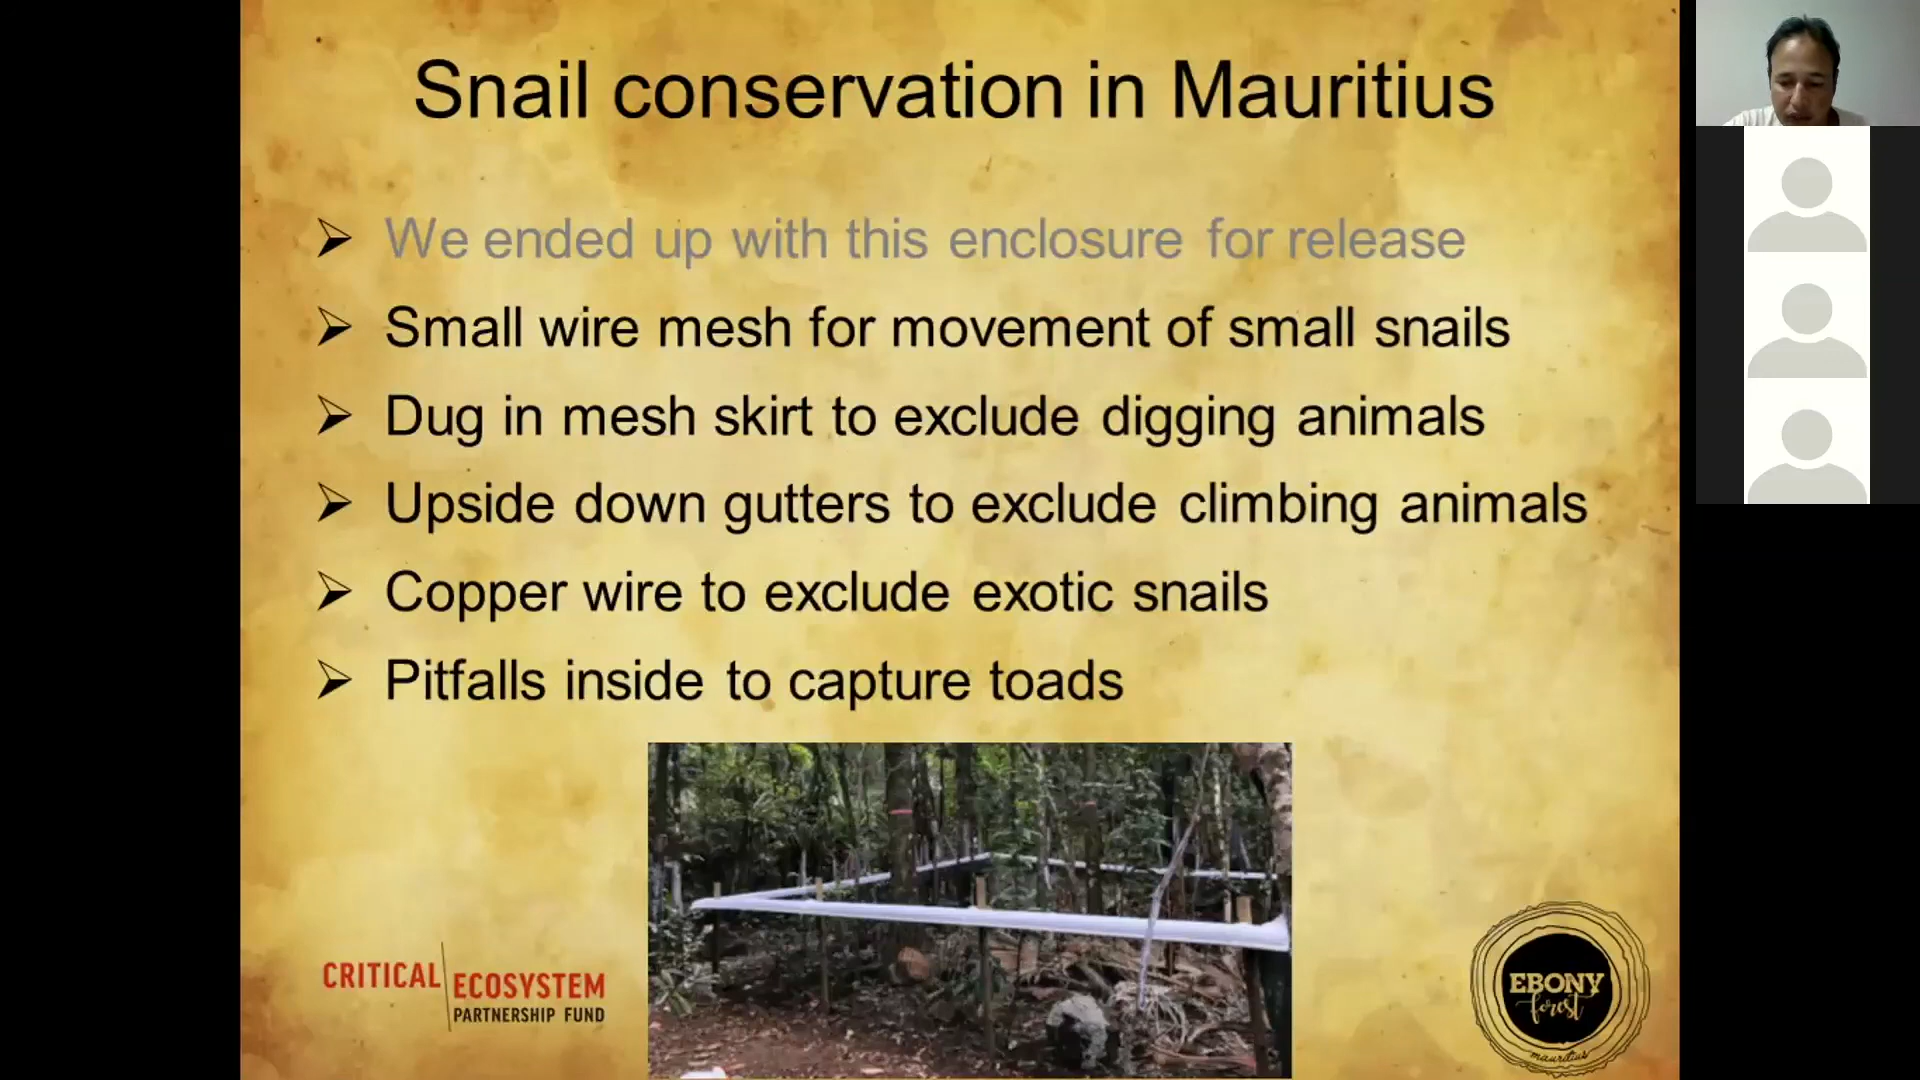 Snail conservation in Mauritius
We ended up with this enclosure for release
Small wire mesh for movement of small snails
Dug in mesh skirt to exclude digging animals
Upside down gutters to exclude climbing animals
Copper wire to exclude exotic snails
Pitfalls inside to capture toads
CRITICAL
ECOSYSTEM
PARTNERSHIP FUND
EBONY
forest
mauritius